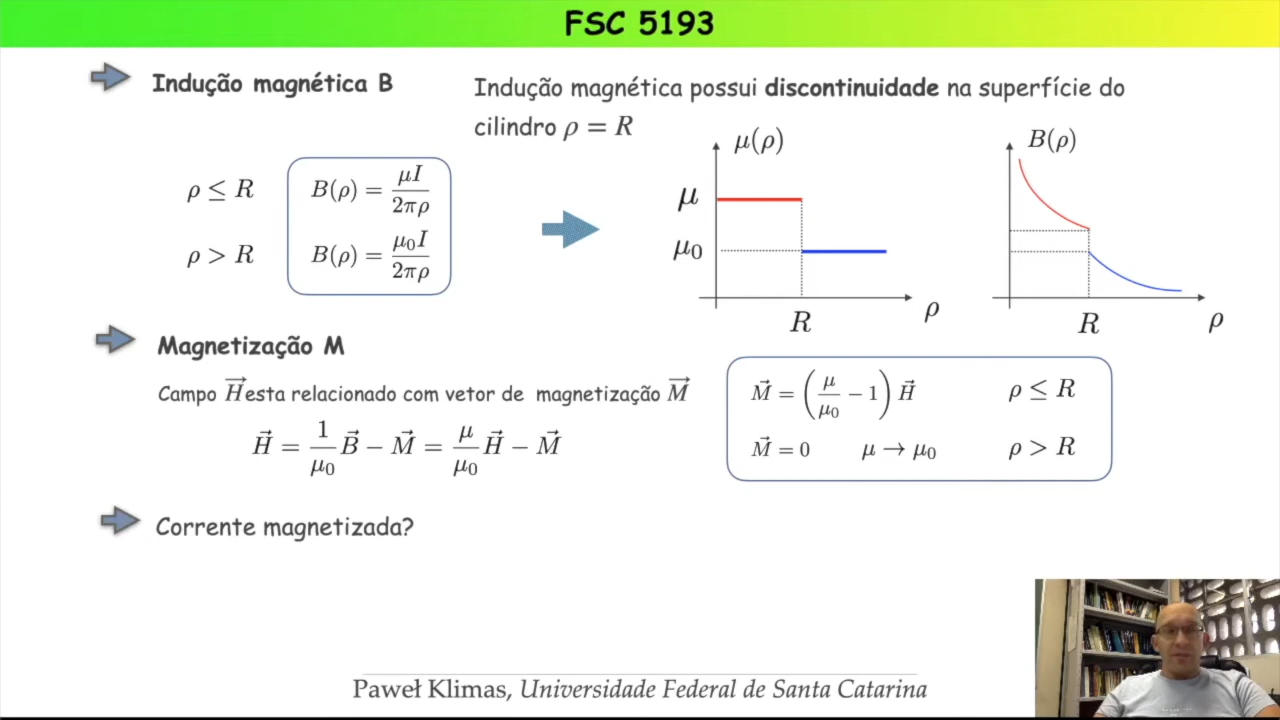 FSC 5193
Indução magnética B
Indução magnética possui discontinuidade na superfície do
cilindro ρ = R
ρ ≤ R B(ρ) = μI / 2πρ
ρ > R B(ρ) = μ₀I / 2πρ
μ(ρ)
μ
μ₀
R
ρ
B(ρ)
R
ρ
Magnetização M
Campo H⃗ esta relacionado com vetor de magnetização M⃗
H⃗ = 1/μ₀ B⃗ − M⃗ = μ/μ₀ H⃗ − M⃗
M⃗ = (μ/μ₀ − 1) H⃗ ρ ≤ R
M⃗ = 0 μ → μ₀ ρ > R
Corrente magnetizada?
Paweł Klimas, Universidade Federal de Santa Catarina